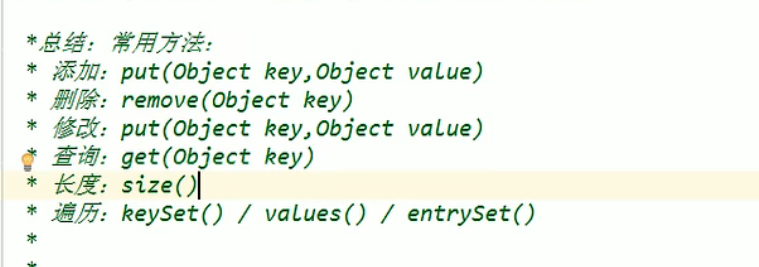 *总结：常用方法：
* 添加：put(Object key,Object value)
* 删除：remove(Object key)
* 修改：put(Object key,Object value)
* 查询：get(Object key)
* 长度：size()
* 遍历：keySet() / values() / entrySet()
*
*